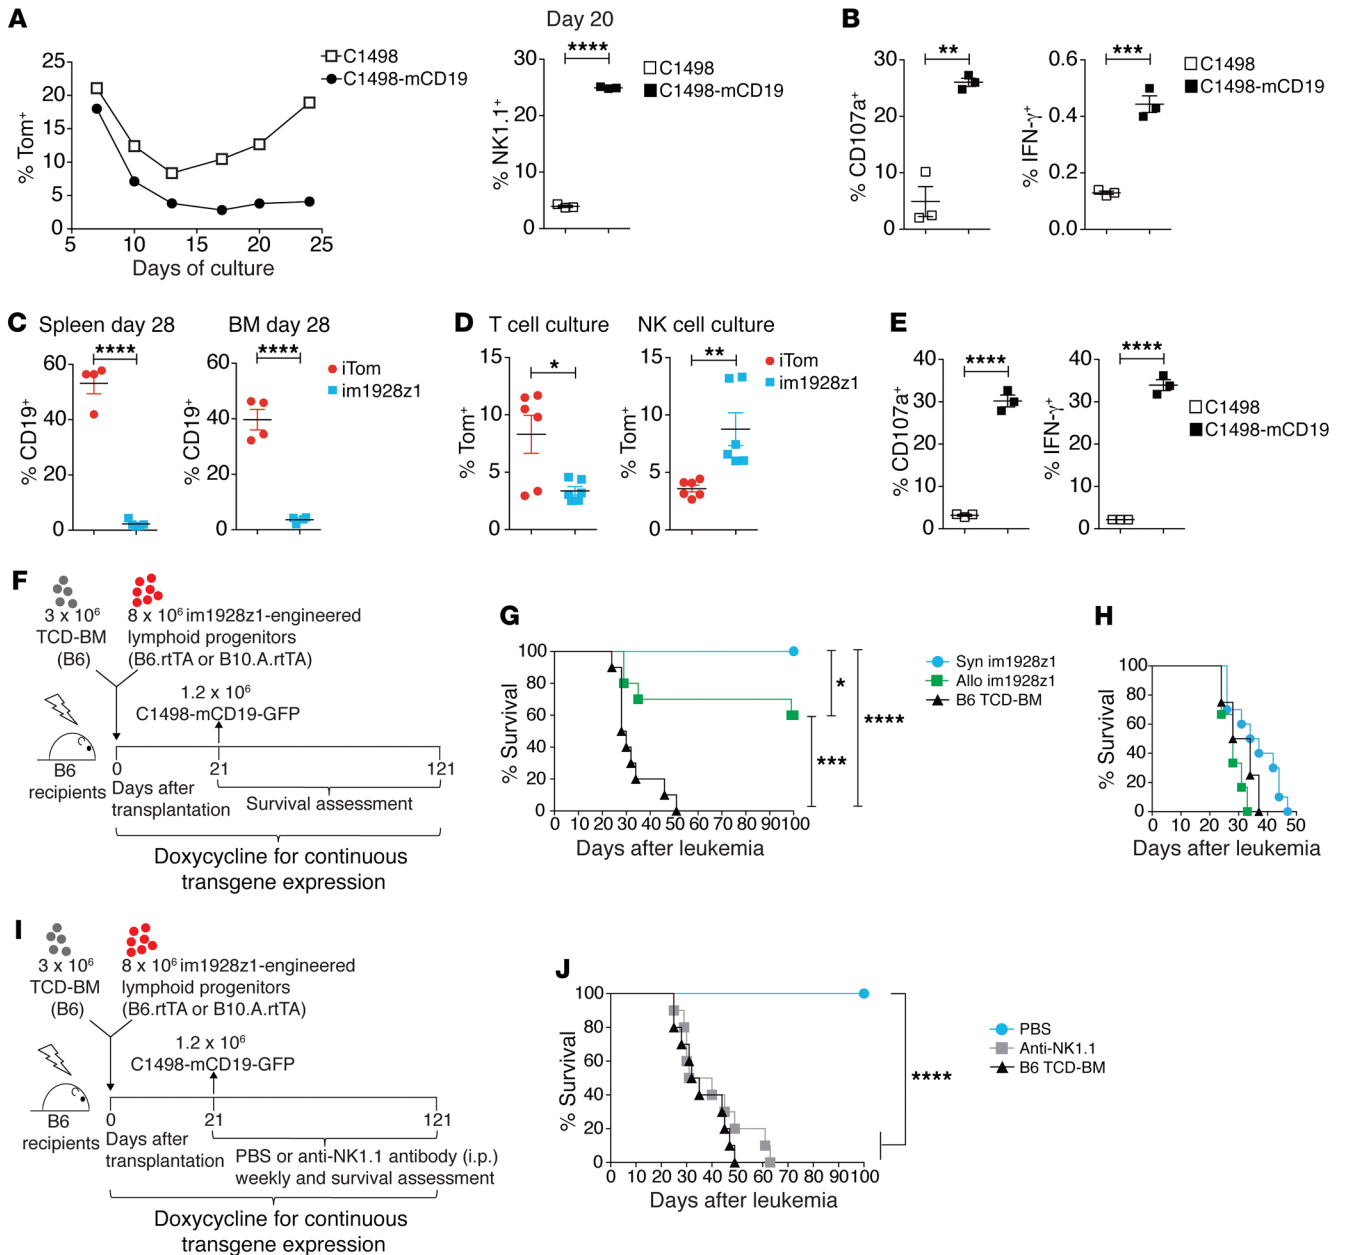 A
Day 20
□ C1498
● C1498-mCD19
25
20
15
10
5
0
% Tom⁺
5 10 15 20 25
Days of culture
****
30
20
10
0
% NK1.1⁺
□ C1498
■ C1498-mCD19
B
**
30
20
10
0
% CD107a⁺
***
0.6
0.4
0.2
0
% IFN-γ⁺
□ C1498
■ C1498-mCD19
C
Spleen day 28
****
60
40
20
0
% CD19⁺
BM day 28
****
60
40
20
0
% CD19⁺
● iTom
■ im1928z1
D
T cell culture
*
15
10
5
0
% Tom⁺
NK cell culture
**
15
10
5
0
% Tom⁺
● iTom
■ im1928z1
E
****
40
30
20
10
0
% CD107a⁺
****
40
30
20
10
0
% IFN-γ⁺
□ C1498
■ C1498-mCD19
F
3 x 10⁶
TCD-BM
(B6)
8 x 10⁶ im1928z1-engineered
lymphoid progenitors
(B6.rtTA or B10.A.rtTA)
1.2 x 10⁶
C1498-mCD19-GFP
B6
recipients
0 21 121
Days after
transplantation
Survival assessment
Doxycycline for continuous
transgene expression
G
100
80
60
40
20
0
% Survival
0 10 20 30 40 50 60 70 80 90 100
Days after leukemia
*
***
****
● Syn im1928z1
■ Allo im1928z1
▲ B6 TCD-BM
H
100
80
60
40
20
0
% Survival
0 10 20 30 40 50
Days after leukemia
I
3 x 10⁶
TCD-BM
(B6)
8 x 10⁶ im1928z1-engineered
lymphoid progenitors
(B6.rtTA or B10.A.rtTA)
1.2 x 10⁶
C1498-mCD19-GFP
B6
recipients
0 21 121
Days after
transplantation
PBS or anti-NK1.1 antibody (i.p.)
weekly and survival assessment
Doxycycline for continuous
transgene expression
J
100
80
60
40
20
0
% Survival
0 10 20 30 40 50 60 70 80 90 100
Days after leukemia
****
● PBS
■ Anti-NK1.1
▲ B6 TCD-BM